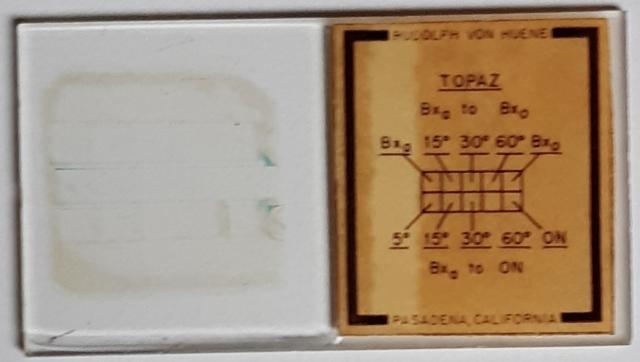 RUDOLPH VON HUENE
TOPAZ
Bxₐ to Bxₒ
Bxₐ 15° 30° 60° Bxₒ
5° 15° 30° 60° ON
Bxₐ to ON
PASADENA, CALIFORNIA